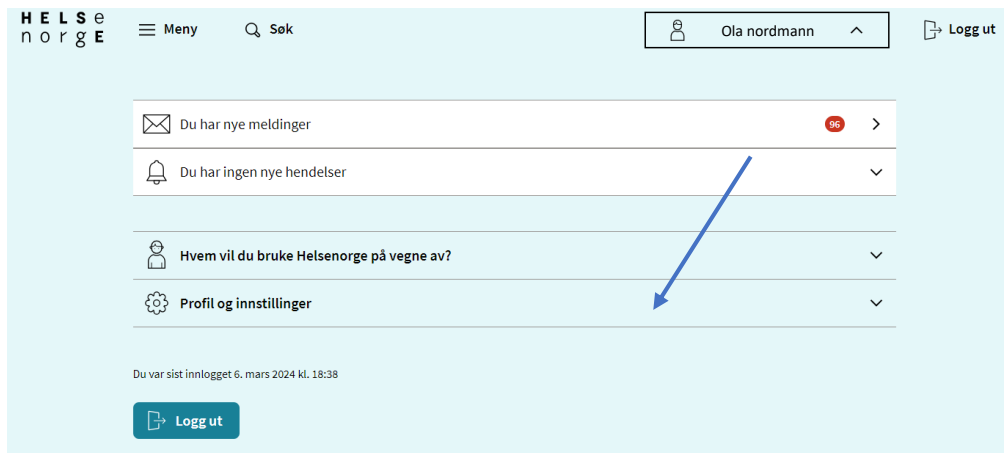 HELSe
norgE
Meny
Søk
Ola nordmann
Logg ut
Du har nye meldinger
96
Du har ingen nye hendelser
Hvem vil du bruke Helsenorge på vegne av?
Profil og innstillinger
Du var sist innlogget 6. mars 2024 kl. 18:38
Logg ut